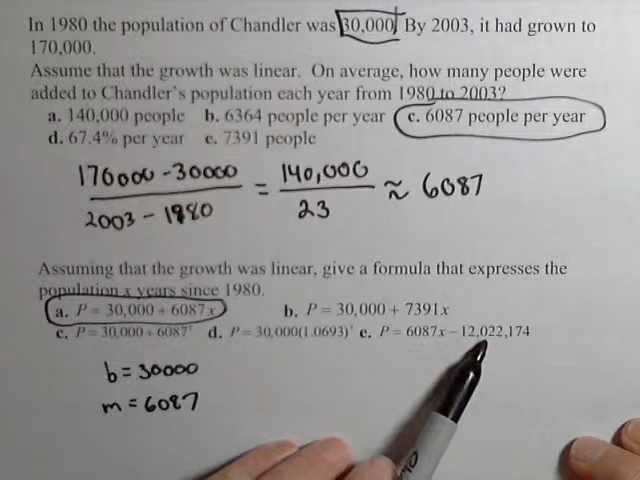 In 1980 the population of Chandler was 30,000. By 2003, it had grown to
170,000.
Assume that the growth was linear. On average, how many people were
added to Chandler's population each year from 1980 to 2003?
a. 140,000 people b. 6364 people per year c. 6087 people per year
d. 67.4% per year e. 7391 people
170000 - 30000 / 2003 - 1980 = 140,000 / 23 ≈ 6087
Assuming that the growth was linear, give a formula that expresses the
population x years since 1980.
a. P = 30,000 + 6087x b. P = 30,000 + 7391x
c. P = 30,000 + 6087ˣ d. P = 30,000(1.0693)ˣ e. P = 6087x – 12,022,174
b = 30000
m = 6087